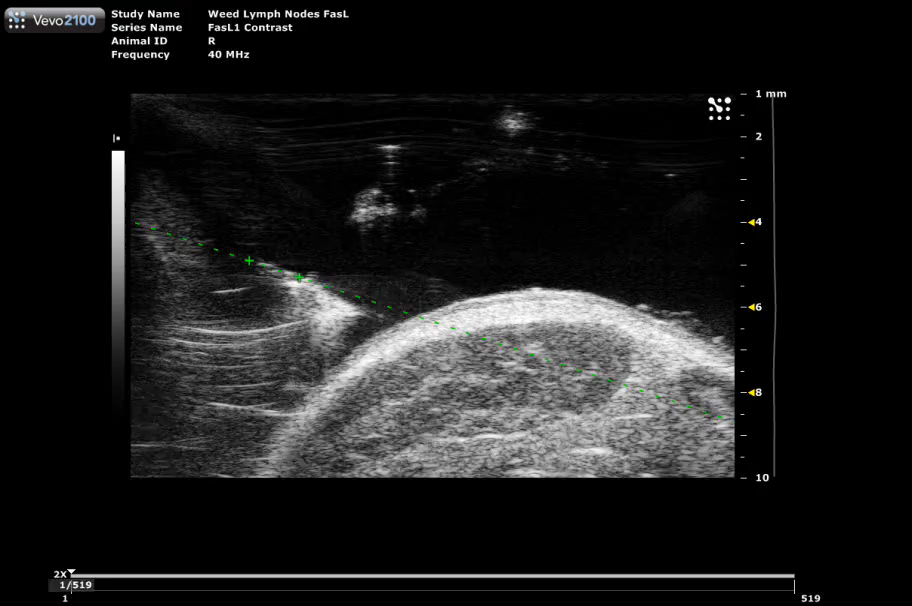 Vevo2100
Study Name Weed Lymph Nodes FasL
Series Name FasL1 Contrast
Animal ID R
Frequency 40 MHz
1 mm
2
4
6
8
10
2X
1/519
1 519